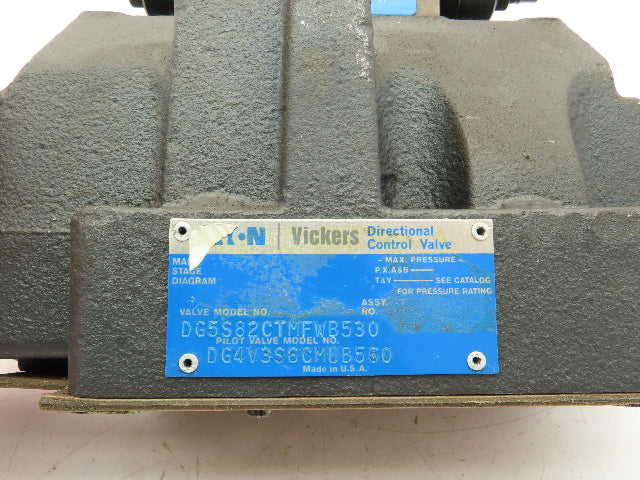 Vickers Directional
Control Valve
STAGE
DIAGRAM
– MAX. PRESSURE –
P,X,A&B
T&Y SEE CATALOG
FOR PRESSURE RATING
VALVE MODEL NO. ASSY.
NO.
DG5S82CTMFWB530
PILOT VALVE MODEL NO.
Made in U.S.A.